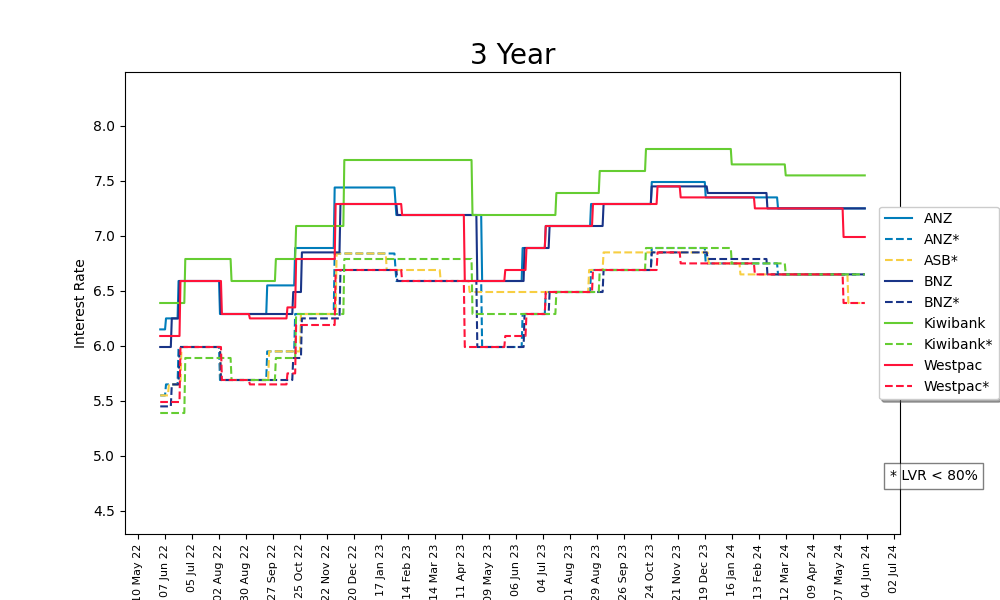 3 Year
Interest Rate
8.0
7.5
7.0
6.5
6.0
5.5
5.0
4.5
ANZ
ANZ*
ASB*
BNZ
BNZ*
Kiwibank
Kiwibank*
Westpac
Westpac*
* LVR < 80%
10 May 22
07 Jun 22
05 Jul 22
02 Aug 22
30 Aug 22
27 Sep 22
25 Oct 22
22 Nov 22
20 Dec 22
17 Jan 23
14 Feb 23
14 Mar 23
11 Apr 23
09 May 23
06 Jun 23
04 Jul 23
01 Aug 23
29 Aug 23
26 Sep 23
24 Oct 23
21 Nov 23
19 Dec 23
16 Jan 24
13 Feb 24
12 Mar 24
09 Apr 24
07 May 24
04 Jun 24
02 Jul 24